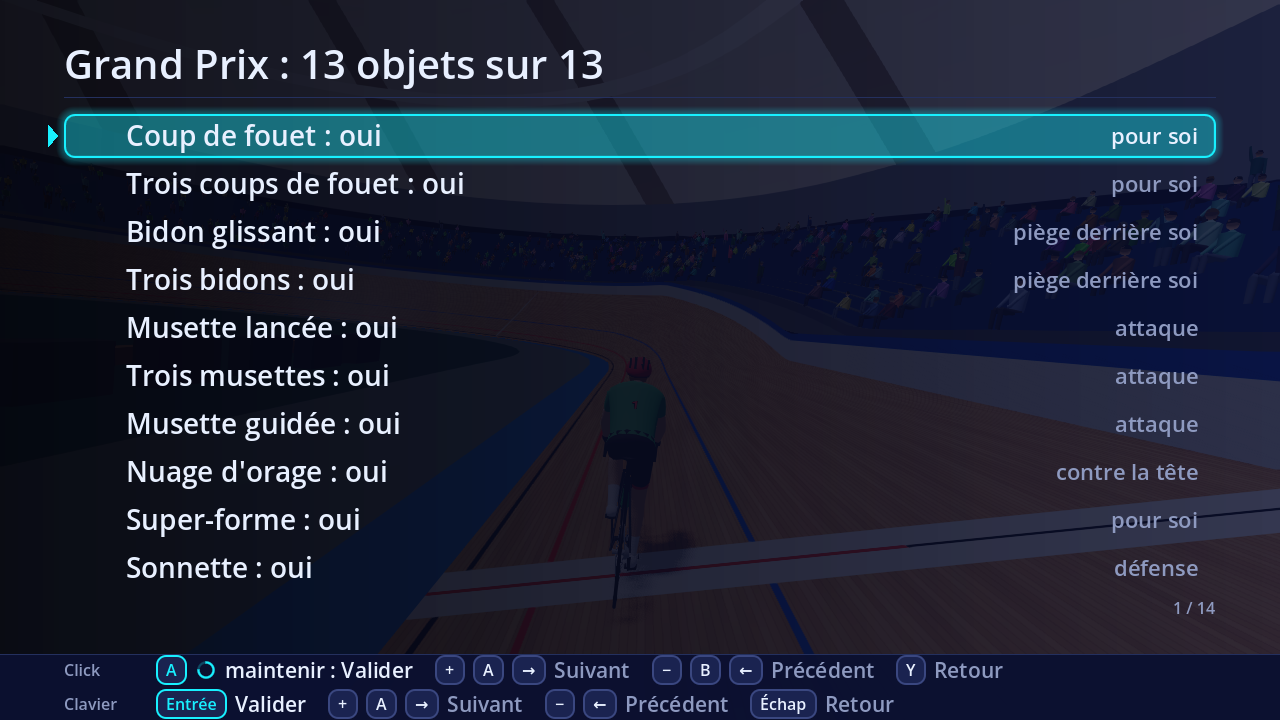 Grand Prix : 13 objets sur 13
Coup de fouet : oui pour soi
Trois coups de fouet : oui pour soi
Bidon glissant : oui piège derrière soi
Trois bidons : oui piège derrière soi
Musette lancée : oui attaque
Trois musettes : oui attaque
Musette guidée : oui attaque
Nuage d'orage : oui contre la tête
Super-forme : oui pour soi
Sonnette : oui défense
1 / 14
Click A maintenir : Valider + A → Suivant − B ← Précédent Y Retour
Clavier Entrée Valider + A → Suivant − ← Précédent Échap Retour